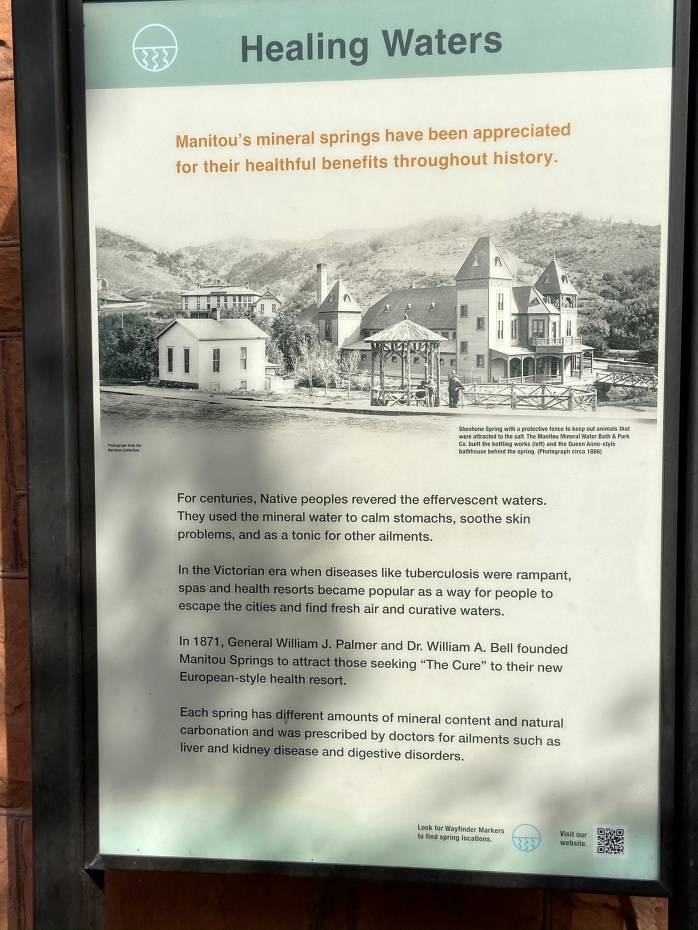 Healing Waters
Manitou's mineral springs have been appreciated
for their healthful benefits throughout history.
Photograph from the
Harrison Collection.
Shoshone Spring with a protective fence to keep out animals that
were attracted to the salt. The Manitou Mineral Water Bath & Park
Co. built the bottling works (left) and the Queen Anne-style
bathhouse behind the spring. (Photograph circa 1886)
For centuries, Native peoples revered the effervescent waters.
They used the mineral water to calm stomachs, soothe skin
problems, and as a tonic for other ailments.
In the Victorian era when diseases like tuberculosis were rampant,
spas and health resorts became popular as a way for people to
escape the cities and find fresh air and curative waters.
In 1871, General William J. Palmer and Dr. William A. Bell founded
Manitou Springs to attract those seeking “The Cure” to their new
European-style health resort.
Each spring has different amounts of mineral content and natural
carbonation and was prescribed by doctors for ailments such as
liver and kidney disease and digestive disorders.
Look for Wayfinder Markers
to find spring locations.
Visit our
website.